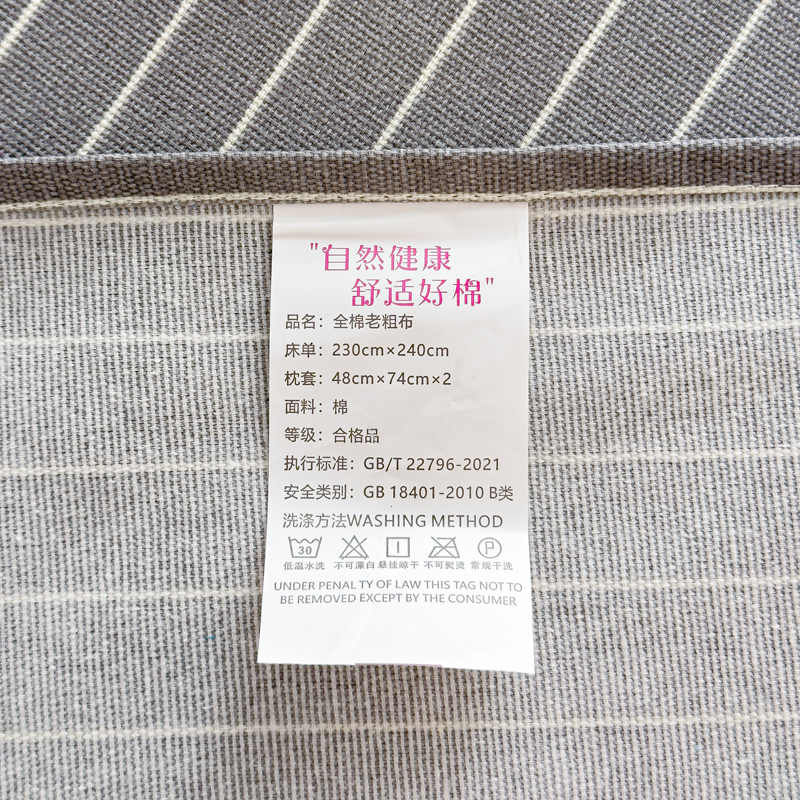 "自然健康
舒适好棉"
品名：全棉老粗布
床单：230cm×240cm
枕套：48cm×74cm×2
面料：棉
等级：合格品
执行标准：GB/T 22796-2021
安全类别：GB 18401-2010 B类
洗涤方法WASHING METHOD
30 P
低温水洗 不可漂白 悬挂晾干 不可熨烫 常规干洗
UNDER PENAL TY OF LAW THIS TAG NOT TO
BE REMOVED EXCEPT BY THE CONSUMER